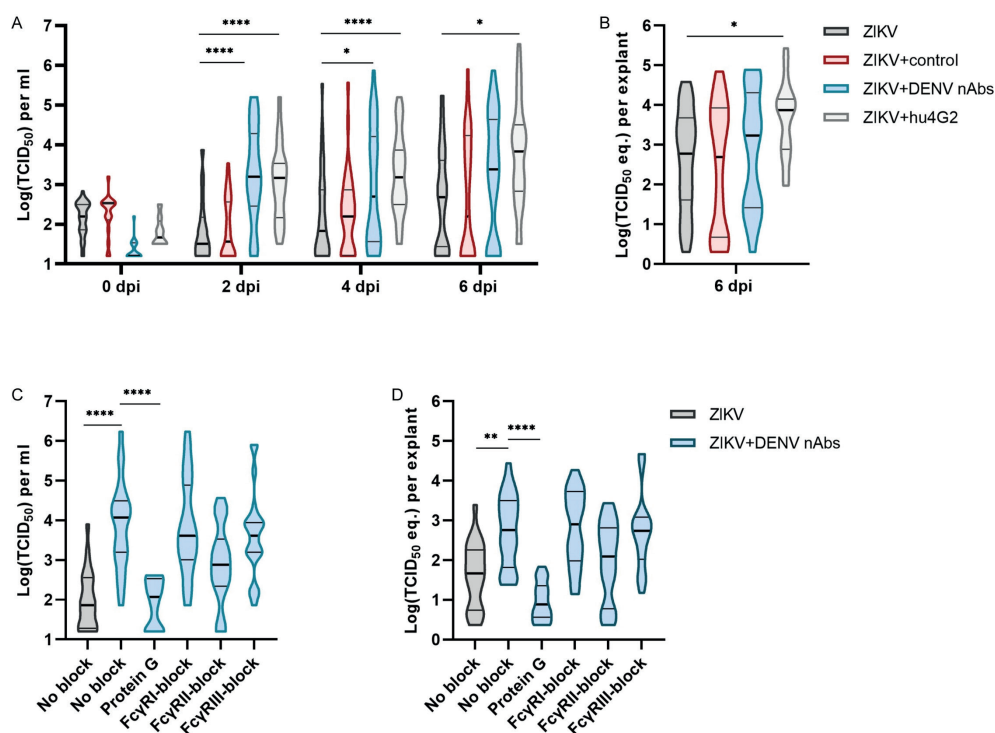 A
Log(TCID50) per ml
7
6
5
4
3
2
1
**** **** *
**** *
0 dpi 2 dpi 4 dpi 6 dpi
B
Log(TCID50 eq.) per explant
6
5
4
3
2
1
0
*
6 dpi
ZIKV
ZIKV+control
ZIKV+DENV nAbs
ZIKV+hu4G2
C
Log(TCID50) per ml
7
6
5
4
3
2
1
****
****
No block
No block
Protein G
FcγRI-block
FcγRII-block
FcγRIII-block
D
Log(TCID50 eq.) per explant
6
5
4
3
2
1
0
** ****
No block
No block
Protein G
FcγRI-block
FcγRII-block
FcγRIII-block
ZIKV
ZIKV+DENV nAbs